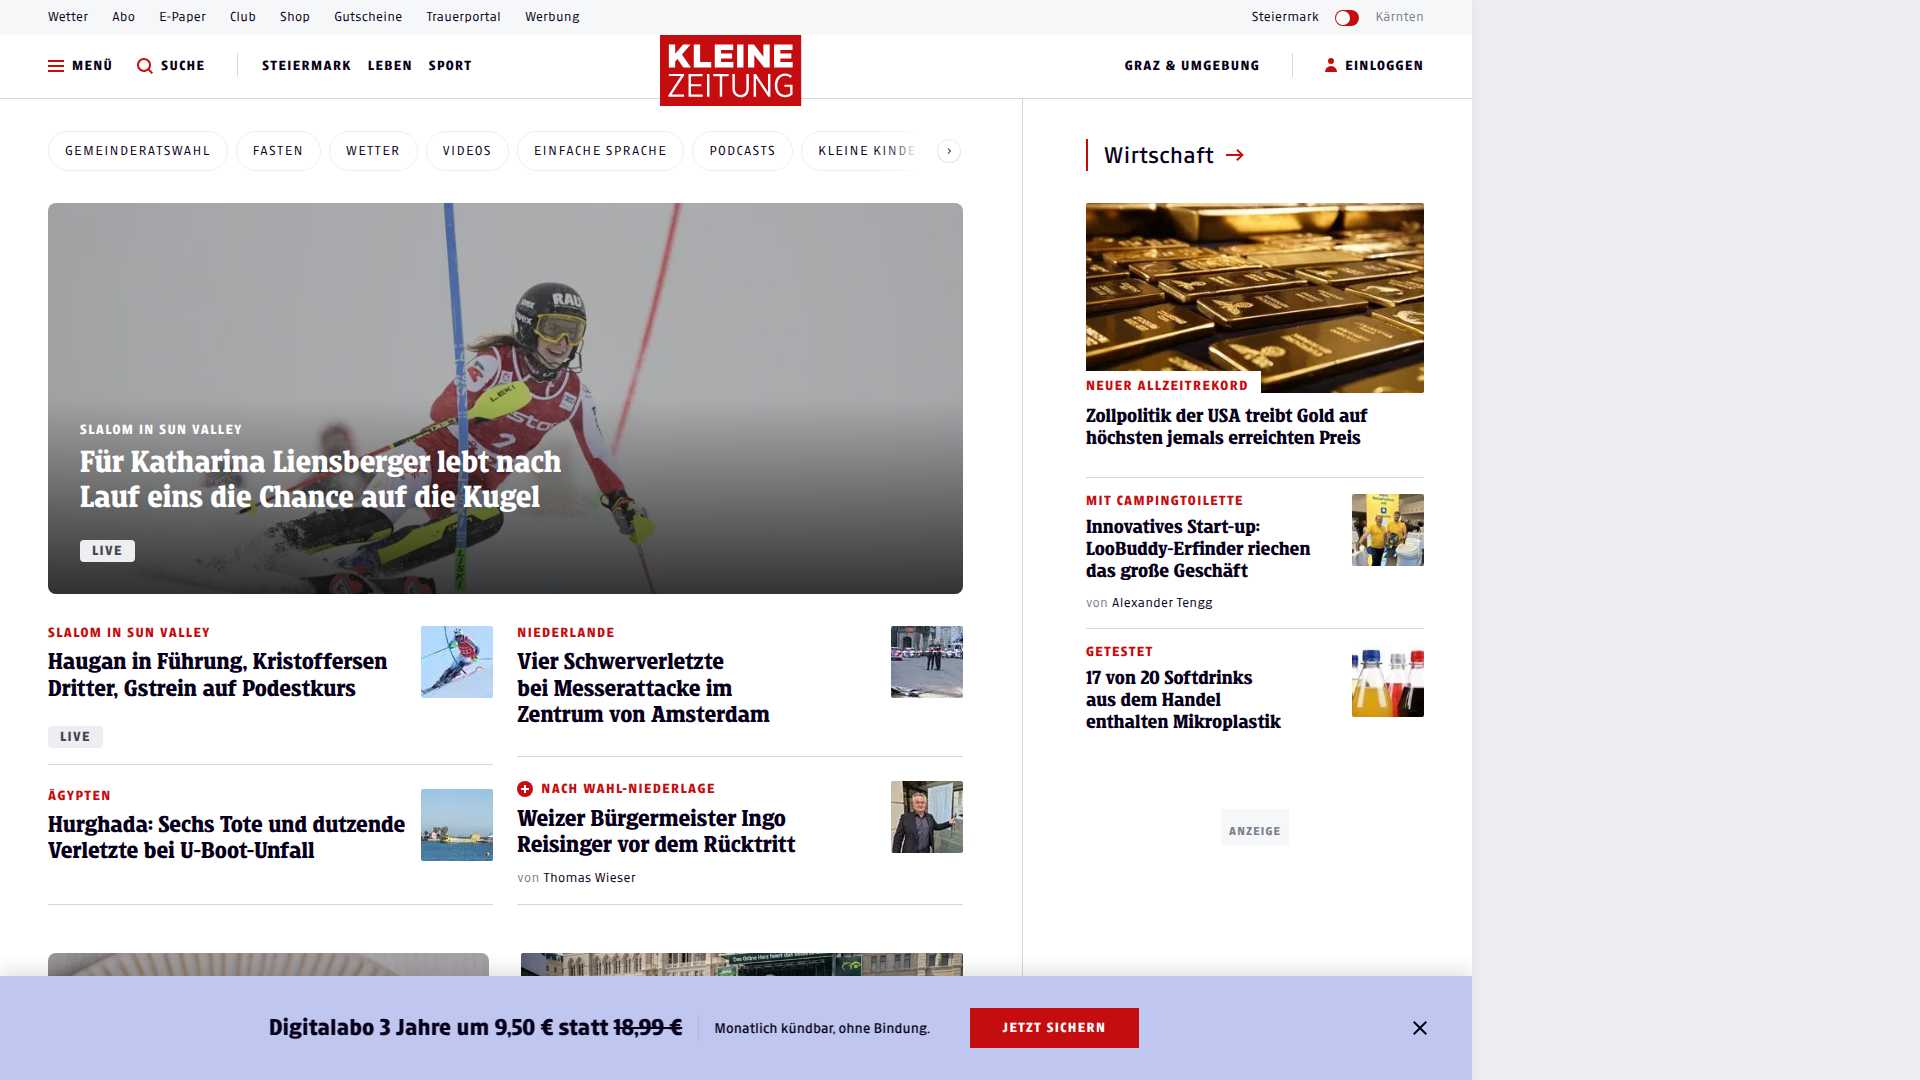 Wetter Abo E-Paper Club Shop Gutscheine Trauerportal Werbung Steiermark Kärnten
MENÜ SUCHE STEIERMARK LEBEN SPORT KLEINE ZEITUNG GRAZ & UMGEBUNG EINLOGGEN
GEMEINDERATSWAHL FASTEN WETTER VIDEOS EINFACHE SPRACHE PODCASTS KLEINE KINDE
SLALOM IN SUN VALLEY
Für Katharina Liensberger lebt nach
Lauf eins die Chance auf die Kugel
LIVE
SLALOM IN SUN VALLEY
Haugan in Führung, Kristoffersen
Dritter, Gstrein auf Podestkurs
LIVE
NIEDERLANDE
Vier Schwerverletzte
bei Messerattacke im
Zentrum von Amsterdam
ÄGYPTEN
Hurghada: Sechs Tote und dutzende
Verletzte bei U-Boot-Unfall
NACH WAHL-NIEDERLAGE
Weizer Bürgermeister Ingo
Reisinger vor dem Rücktritt
von Thomas Wieser
Wirtschaft
NEUER ALLZEITREKORD
Zollpolitik der USA treibt Gold auf
höchsten jemals erreichten Preis
MIT CAMPINGTOILETTE
Innovatives Start-up:
LooBuddy-Erfinder riechen
das große Geschäft
von Alexander Tengg
GETESTET
17 von 20 Softdrinks
aus dem Handel
enthalten Mikroplastik
ANZEIGE
Digitalabo 3 Jahre um 9,50 € statt 18,99 € Monatlich kündbar, ohne Bindung. JETZT SICHERN